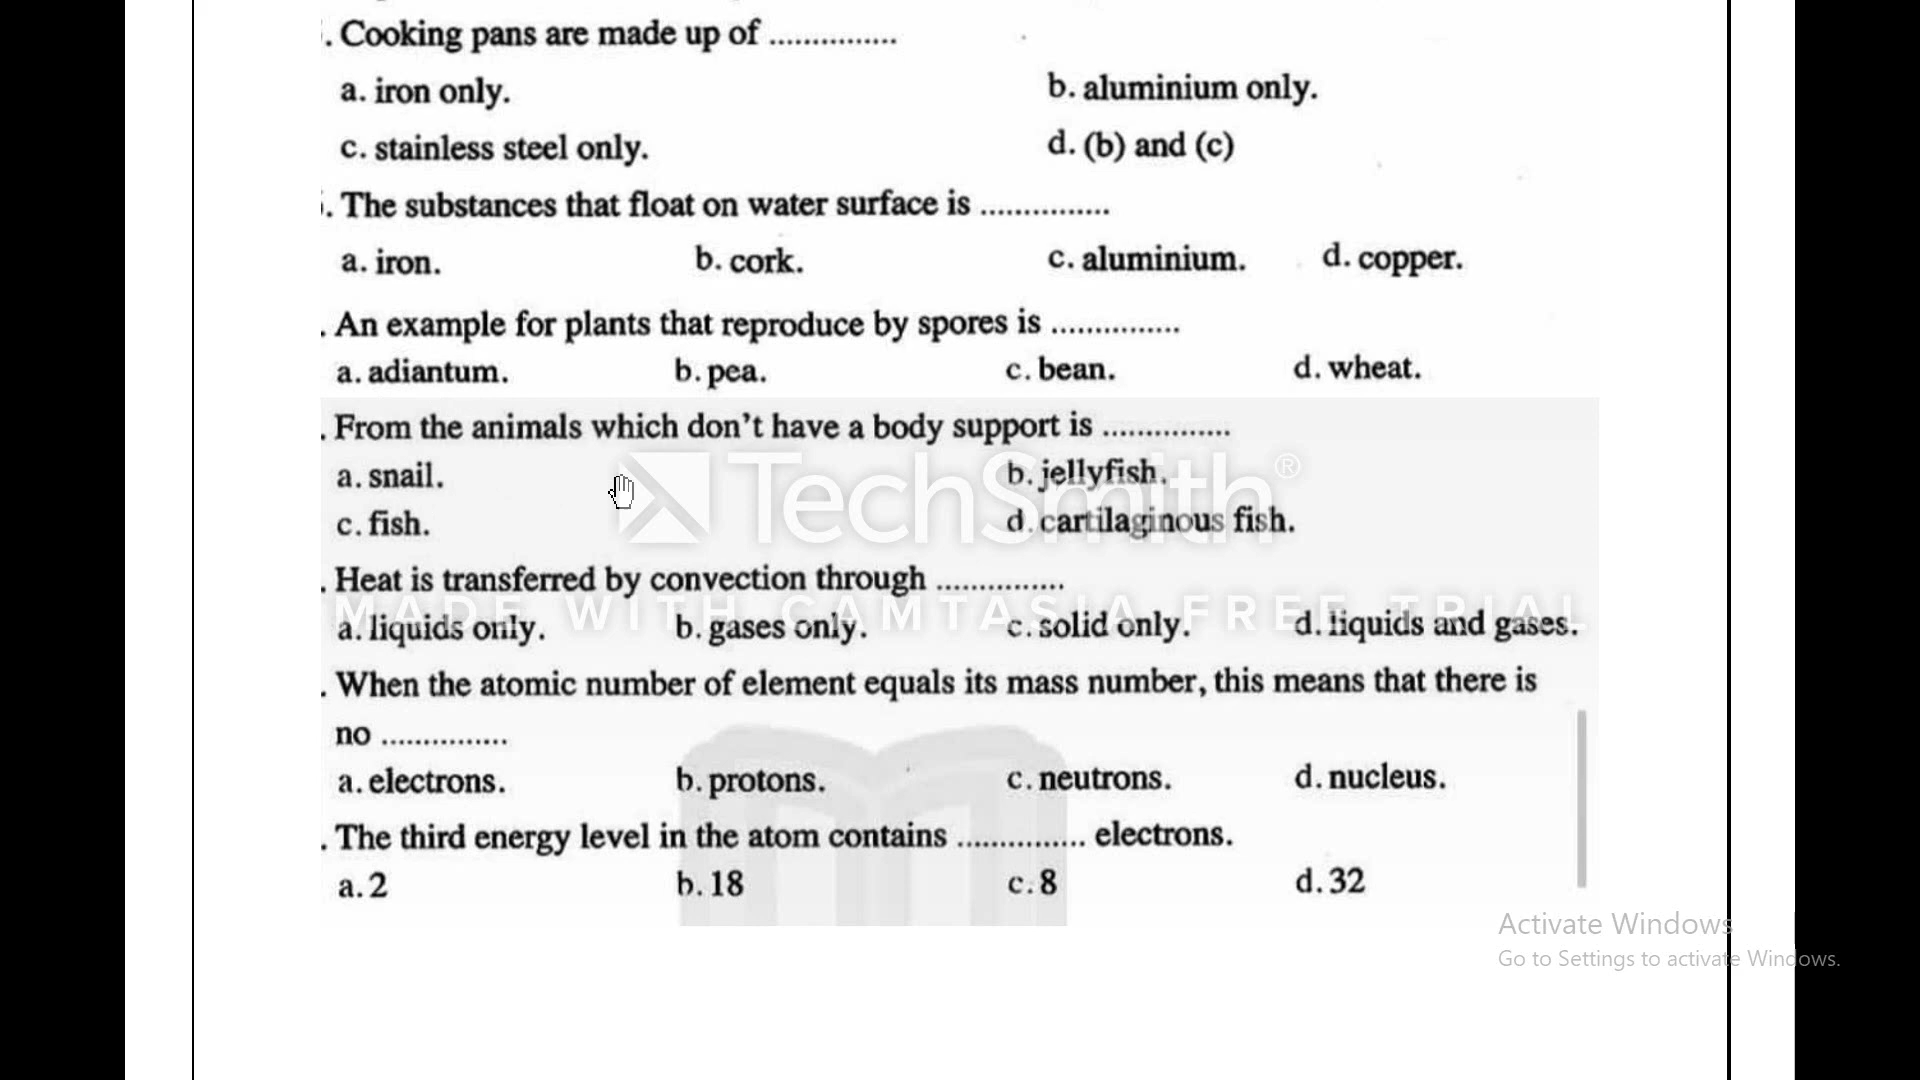 . Cooking pans are made up of ...............
a. iron only. b. aluminium only.
c. stainless steel only. d. (b) and (c)
. The substances that float on water surface is ...............
a. iron. b. cork. c. aluminium. d. copper.
. An example for plants that reproduce by spores is ...............
a. adiantum. b. pea. c. bean. d. wheat.
. From the animals which don't have a body support is ...............
a. snail. b. jellyfish.
TechSmith®
c. fish. d. cartilaginous fish.
. Heat is transferred by convection through ...............
MADE WITH CAMTASIA FREE TRIAL
a. liquids only. b. gases only. c. solid only. d. liquids and gases.
. When the atomic number of element equals its mass number, this means that there is
no ...............
a. electrons. b. protons. c. neutrons. d. nucleus.
. The third energy level in the atom contains ............... electrons.
a. 2 b. 18 c. 8 d. 32
Activate Windows
Go to Settings to activate Windows.